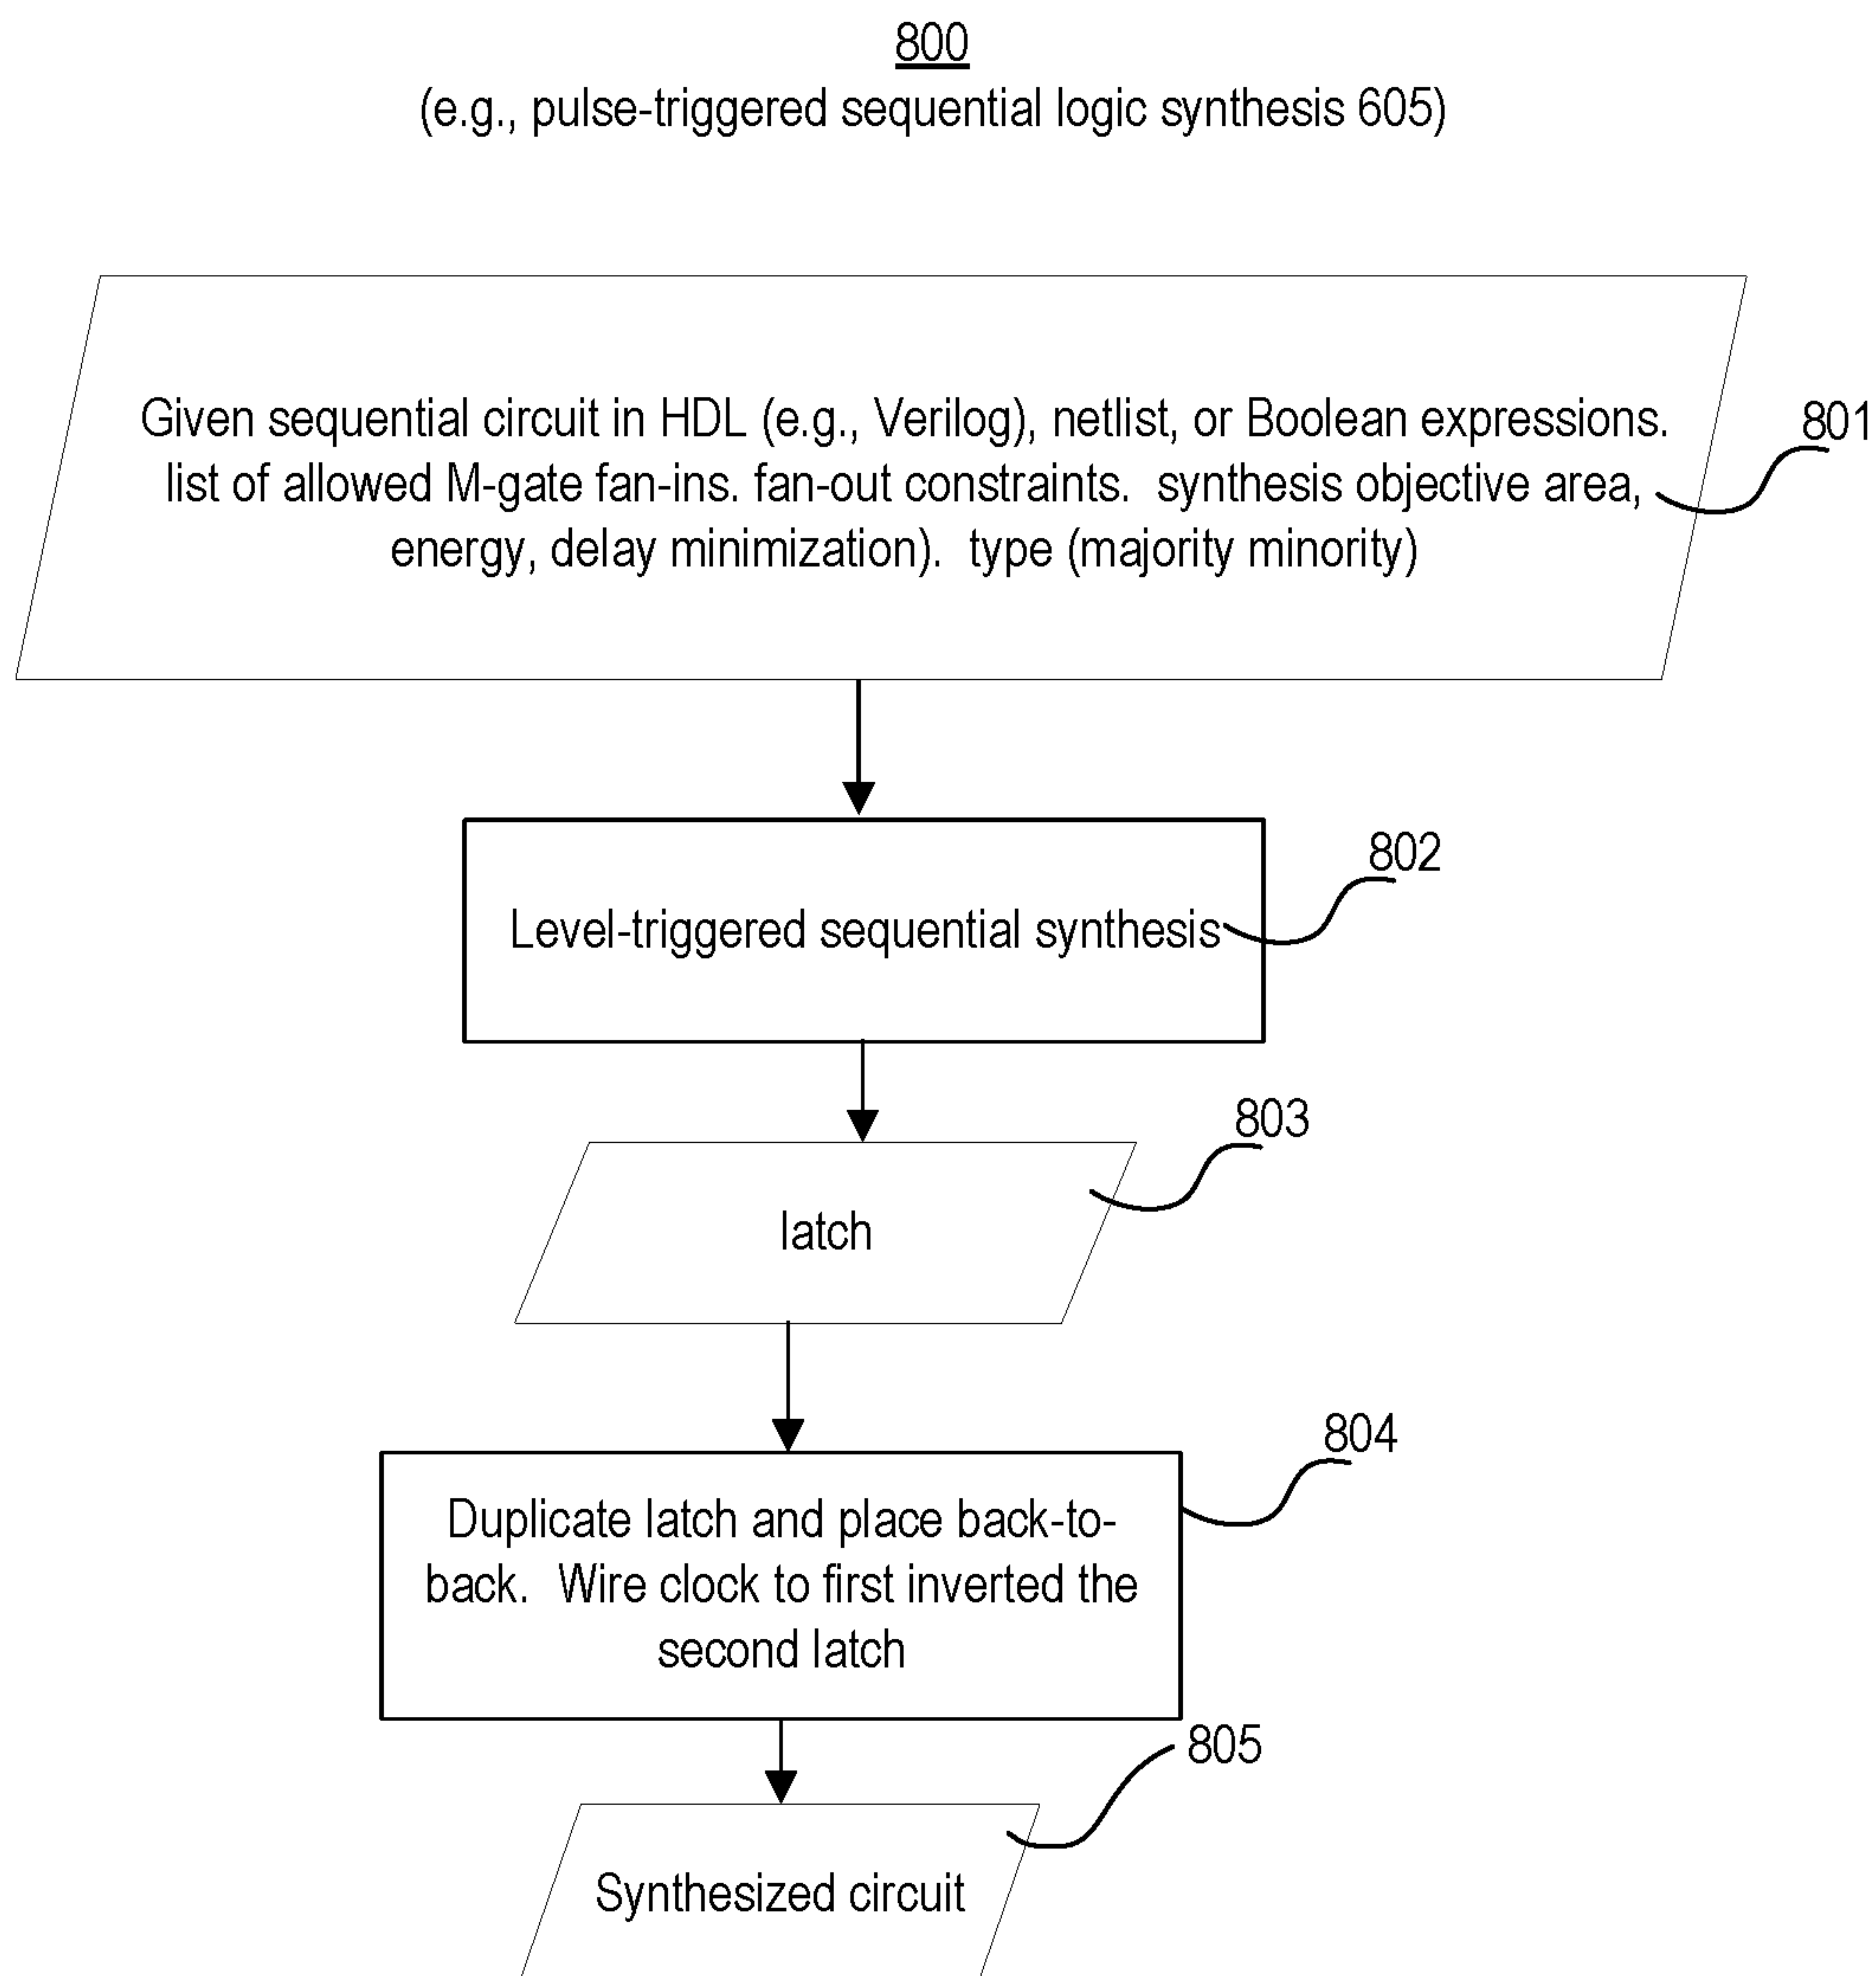 800
(e.g., pulse-triggered sequential logic synthesis 605)
Given sequential circuit in HDL (e.g., Verilog), netlist, or Boolean expressions.
801
list of allowed M-gate fan-ins. fan-out constraints.  synthesis objective area,
energy, delay minimization).  type (majority minority)
802
Level-triggered sequential synthesis
803
latch
804
Duplicate latch and place back-to-
back.  Wire clock to first inverted the
second latch
805
Synthesized circuit